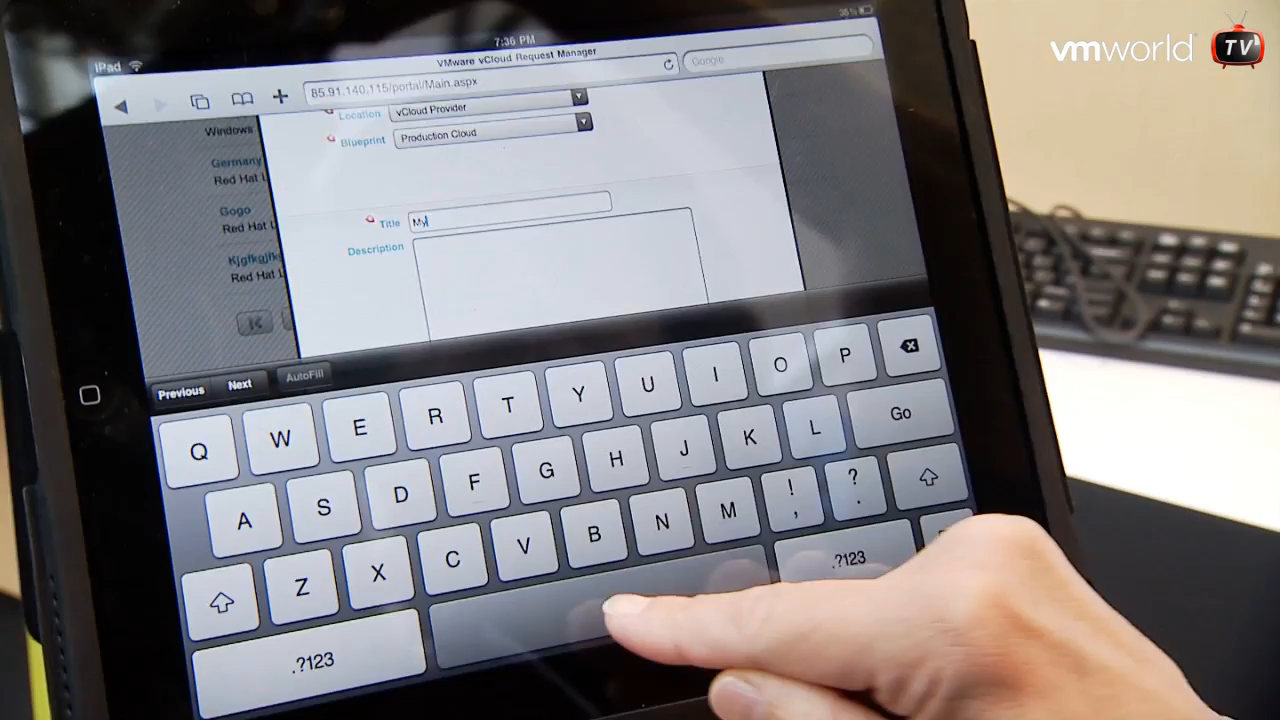 vmworld TV
36%
iPad
7:36 PM
VMware vCloud Request Manager
85.91.140.115/portal/Main.aspx
Google
Windows
Location
vCloud Provider
Blueprint
Production Cloud
Germany
Red Hat L
Gogo
Red Hat L
Kjgfkgjfk
Red Hat L
Title
My
Description
Previous
Next
AutoFill
Q W E R T Y U I O P
A S D F G H J K L Go
Z X C V B N M ! , ? .
.?123
.?123